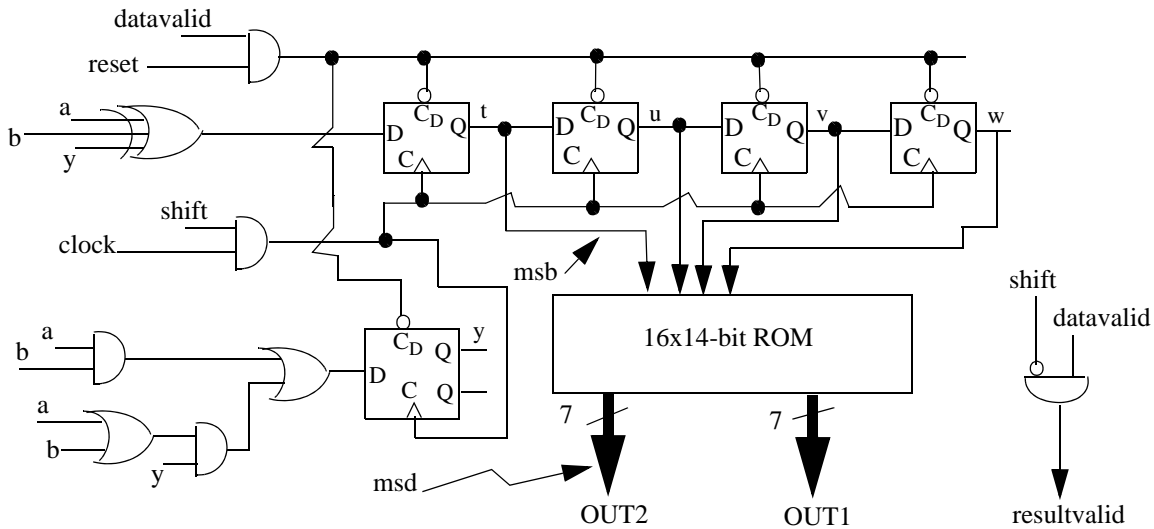 datavalid
reset
a
b
y
D
C_D
Q
C
t
D
C_D
Q
C
u
D
C_D
Q
C
v
D
C_D
Q
C
w
shift
clock
msb
16x14-bit ROM
a
b
a
b
y
D
C_D
Q
C
Q
y
7
7
msd
OUT2
OUT1
shift
datavalid
resultvalid